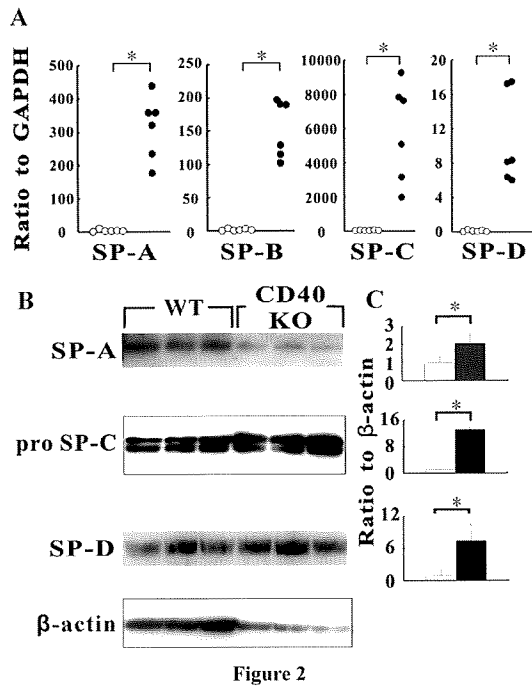 A
Ratio to GAPDH
500
400
300
200
100
0
*
SP-A
250
200
150
100
50
0
*
SP-B
10000
8000
6000
4000
2000
0
*
SP-C
20
16
12
8
4
0
*
SP-D
B
WT
CD40
KO
SP-A
pro SP-C
SP-D
β-actin
C
Ratio to β-actin
3
2
1
0
*
16
8
0
*
12
6
0
*
Figure 2